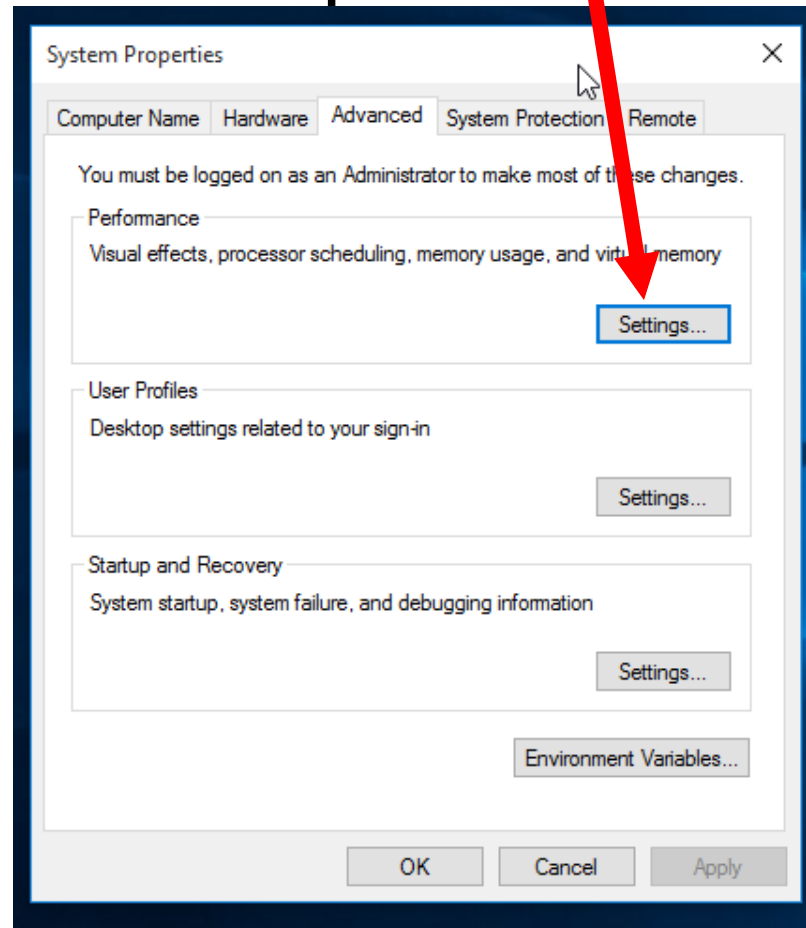 System Properties
Computer Name Hardware Advanced System Protection Remote
You must be logged on as an Administrator to make most of these changes.
Performance
Visual effects, processor scheduling, memory usage, and virtual memory
Settings...
User Profiles
Desktop settings related to your sign-in
Settings...
Startup and Recovery
System startup, system failure, and debugging information
Settings...
Environment Variables...
OK Cancel Apply